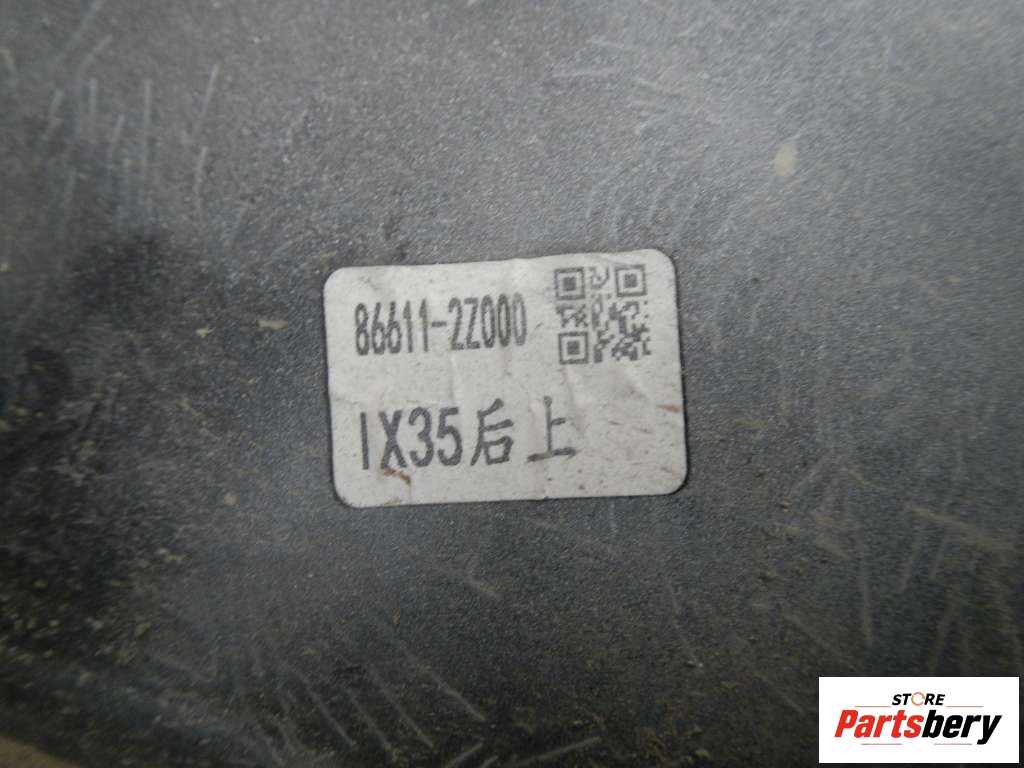 86611-2Z000
IX35后上
STORE
Partsbery